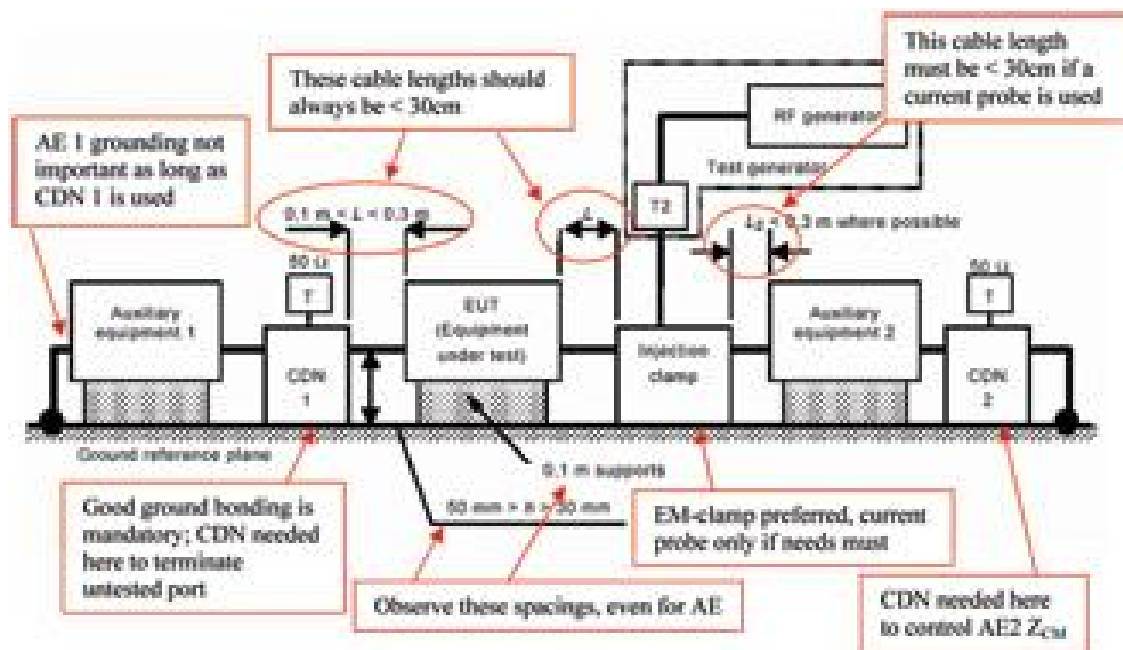 These cable lengths should
always be < 30cm
This cable length
must be < 30cm if a
current probe is used
AE 1 grounding not
important as long as
CDN 1 is used
RF generator
Test generator
T2
0,1 m < L < 0,3 m
L
L2 < 0,3 m where possible
50 Ω
T
50 Ω
T
Auxiliary
equipment 1
EUT
(Equipment
under test)
Injection
clamp
Auxiliary
equipment 2
CDN
1
CDN
2
Ground reference plane
0,1 m supports
50 mm > h > 30 mm
Good ground bonding is
mandatory; CDN needed
here to terminate
untested port
EM-clamp preferred, current
probe only if needs must
Observe these spacings, even for AE
CDN needed here
to control AE2 ZCM